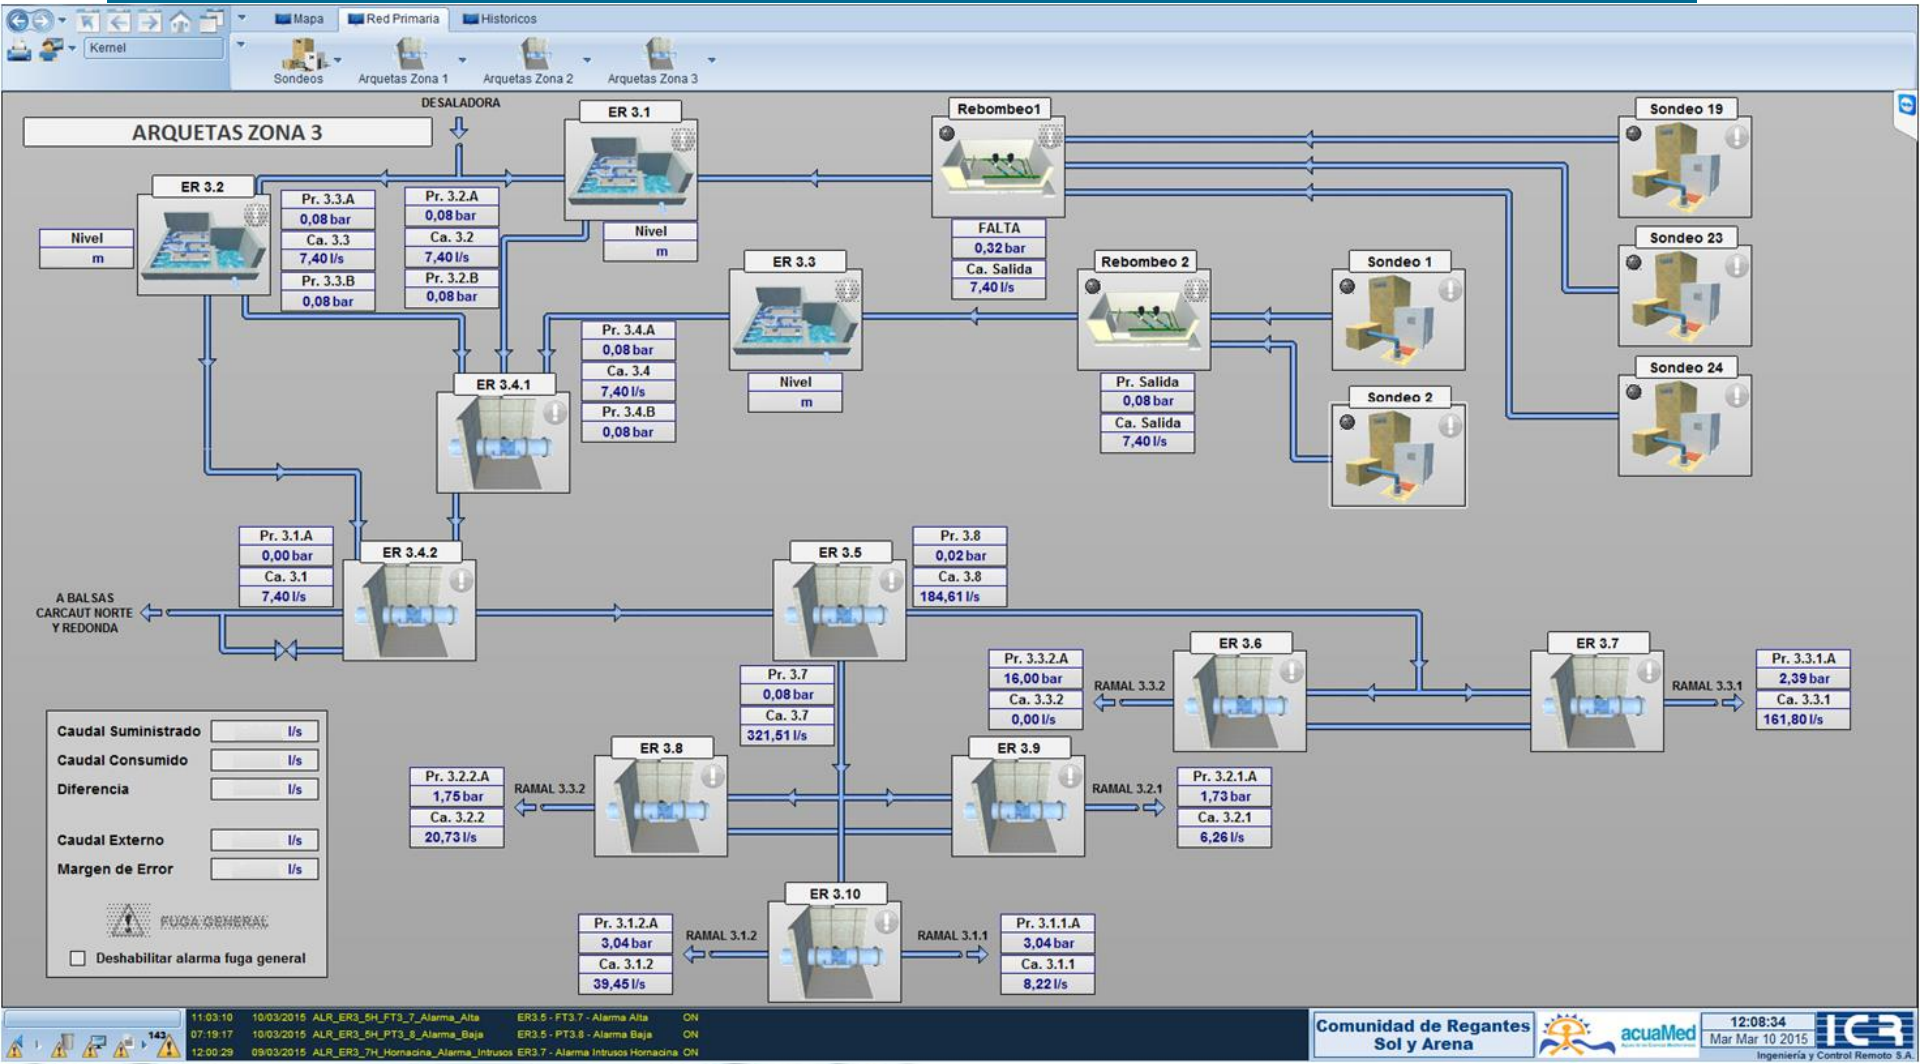 Mapa
Red Primaria
Historicos
Kernel
Sondeos
Arquetas Zona 1
Arquetas Zona 2
Arquetas Zona 3
ARQUETAS ZONA 3
DESALADORA
ER 3.1
Nivel
m
Rebombeo1
FALTA
0,32 bar
Ca. Salida
7,40 l/s
Sondeo 19
Sondeo 23
Sondeo 24
ER 3.2
Nivel
m
Pr. 3.3.A
0,08 bar
Ca. 3.3
7,40 l/s
Pr. 3.3.B
0,08 bar
Pr. 3.2.A
0,08 bar
Ca. 3.2
7,40 l/s
Pr. 3.2.B
0,08 bar
ER 3.3
Nivel
m
Rebombeo 2
Pr. Salida
0,08 bar
Ca. Salida
7,40 l/s
Sondeo 1
Sondeo 2
Pr. 3.4.A
0,08 bar
Ca. 3.4
7,40 l/s
Pr. 3.4.B
0,08 bar
ER 3.4.1
Pr. 3.1.A
0,00 bar
Ca. 3.1
7,40 l/s
ER 3.4.2
A BALSAS
CARCAUT NORTE
Y REDONDA
ER 3.5
Pr. 3.8
0,02 bar
Ca. 3.8
184,61 l/s
Pr. 3.7
0,08 bar
Ca. 3.7
321,51 l/s
Pr. 3.3.2.A
16,00 bar
Ca. 3.3.2
0,00 l/s
RAMAL 3.3.2
ER 3.6
ER 3.7
RAMAL 3.3.1
Pr. 3.3.1.A
2,39 bar
Ca. 3.3.1
161,80 l/s
Pr. 3.2.2.A
1,75 bar
Ca. 3.2.2
20,73 l/s
RAMAL 3.3.2
ER 3.8
ER 3.9
RAMAL 3.2.1
Pr. 3.2.1.A
1,73 bar
Ca. 3.2.1
6,26 l/s
ER 3.10
Pr. 3.1.2.A
3,04 bar
Ca. 3.1.2
39,45 l/s
RAMAL 3.1.2
RAMAL 3.1.1
Pr. 3.1.1.A
3,04 bar
Ca. 3.1.1
8,22 l/s
Caudal Suministrado l/s
Caudal Consumido l/s
Diferencia l/s
Caudal Externo l/s
Margen de Error l/s
FUGA GENERAL
Deshabilitar alarma fuga general
143
11:03:10 10/03/2015 ALR_ER3_5H_FT3_7_Alarma_Alta ER3.5 - FT3.7 - Alarma Alta ON
07:19:17 10/03/2015 ALR_ER3_5H_PT3_8_Alarma_Baja ER3.5 - PT3.8 - Alarma Baja ON
12:00:29 09/03/2015 ALR_ER3_7H_Hornacina_Alarma_Intrusos ER3.7 - Alarma Intrusos Hornacina ON
Comunidad de Regantes
Sol y Arena
acuaMed
12:08:34
Mar Mar 10 2015
ICR
Ingeniería y Control Remoto S.A.